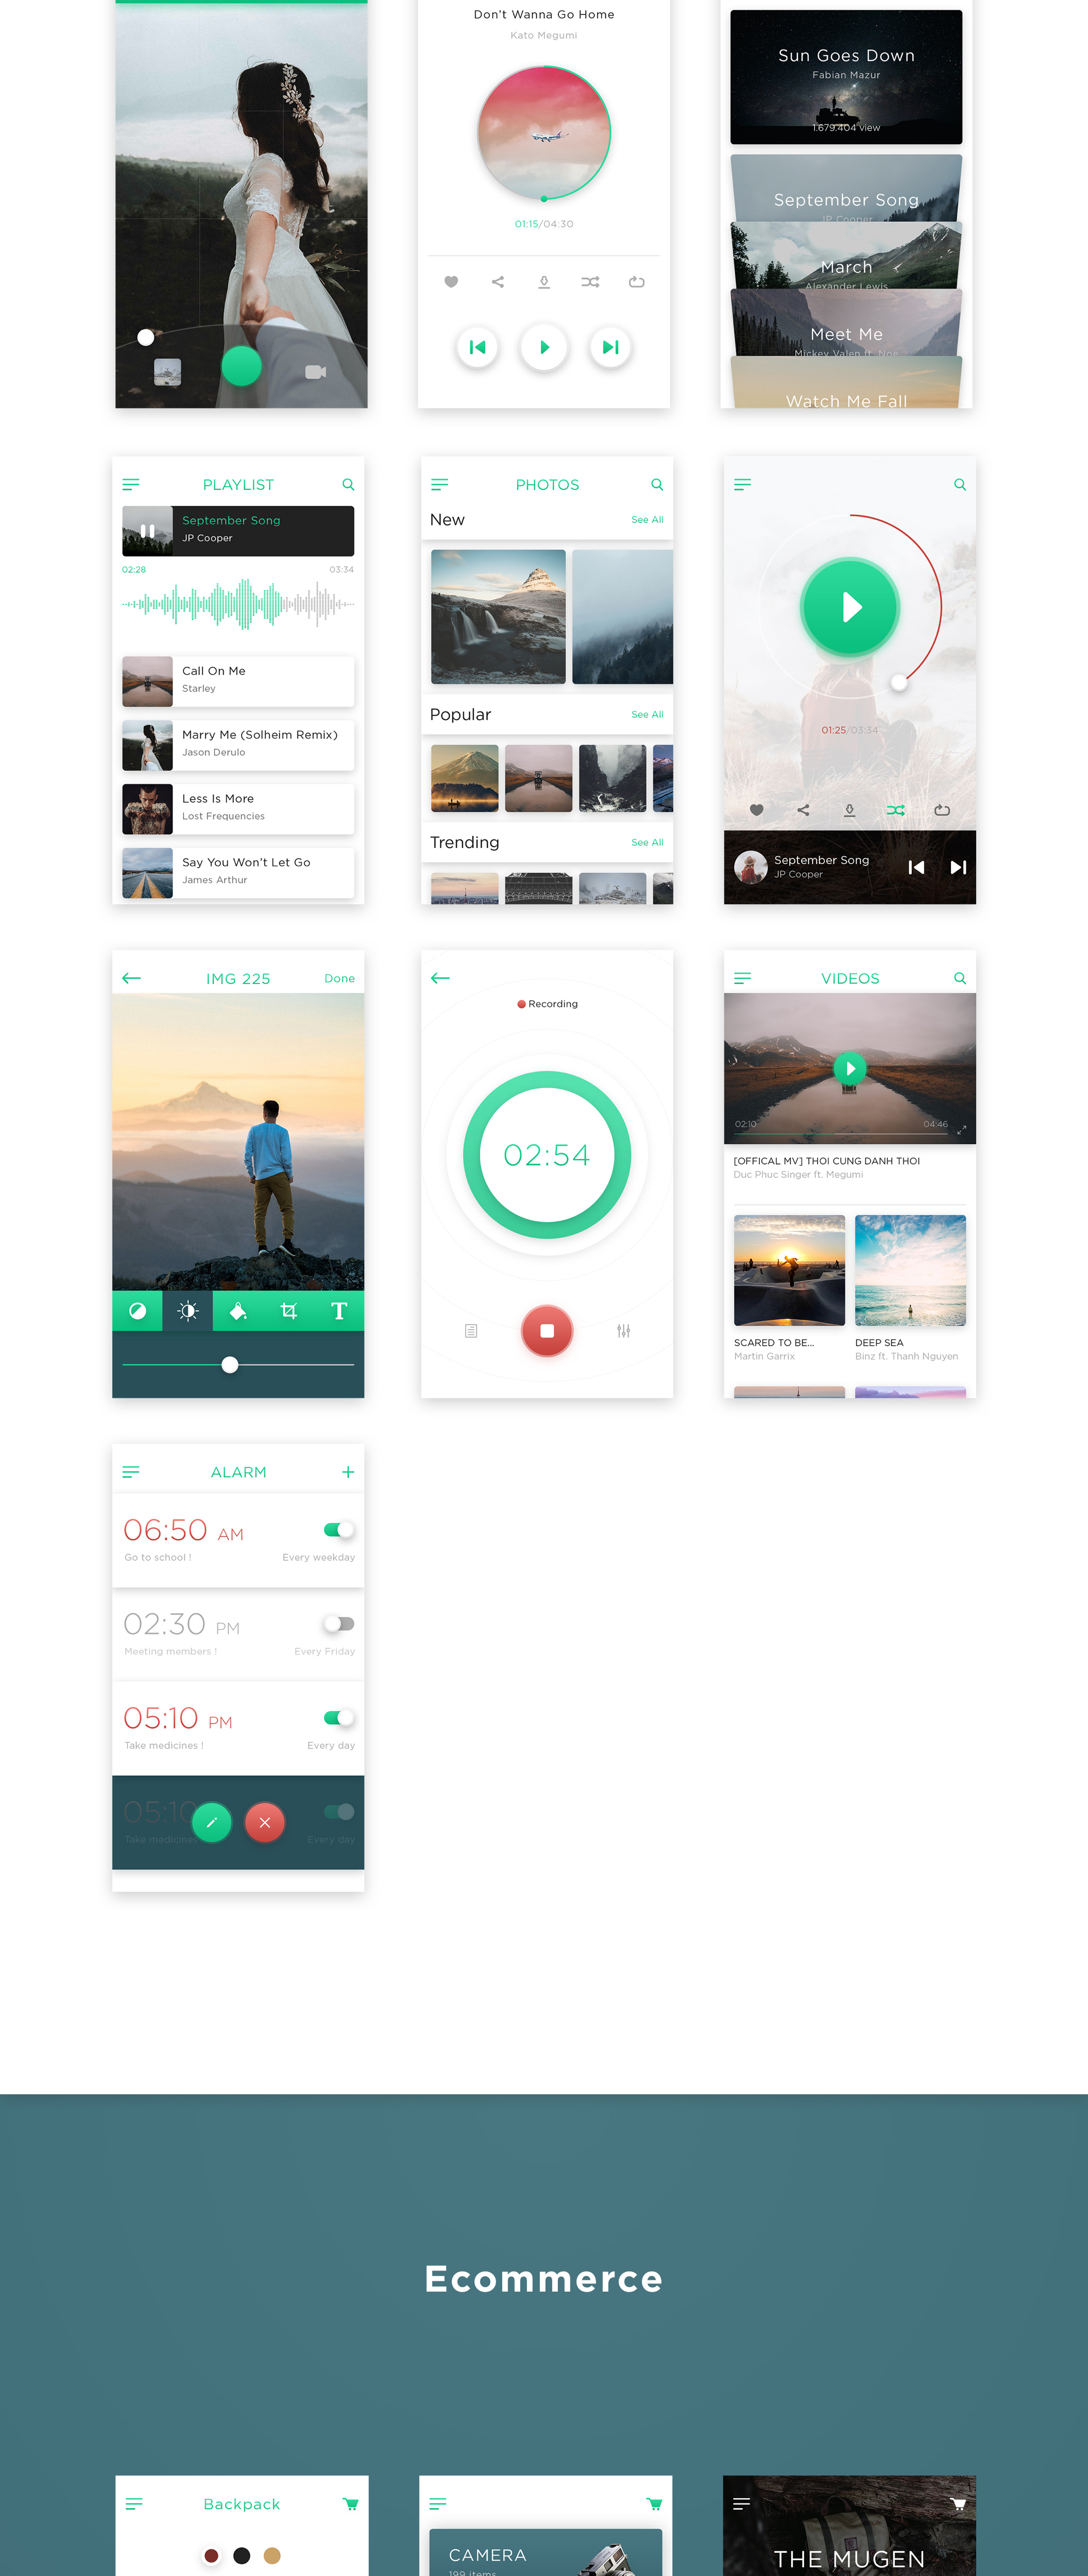 Don't Wanna Go Home
Kato Megumi
01:15/04:30
Sun Goes Down
Fabian Mazur
1.679.404 view
September Song
JP Cooper
March
Alexander Lewis
Meet Me
Mickey Valen ft. Noe
Watch Me Fall
PLAYLIST
September Song
JP Cooper
02:28
03:34
Call On Me
Starley
Marry Me (Solheim Remix)
Jason Derulo
Less Is More
Lost Frequencies
Say You Won't Let Go
James Arthur
PHOTOS
New
See All
Popular
See All
Trending
See All
01:25/03:34
September Song
JP Cooper
IMG 225
Done
T
Recording
02:54
VIDEOS
02:10
04:46
[OFFICAL MV] THOI CUNG DANH THOI
Duc Phuc Singer ft. Megumi
SCARED TO BE...
Martin Garrix
DEEP SEA
Binz ft. Thanh Nguyen
ALARM
06:50 AM
Go to school !
Every weekday
02:30 PM
Meeting members !
Every Friday
05:10 PM
Take medicines !
Every day
05:10
Take medicines
Every day
Ecommerce
Backpack
CAMERA
199 items
THE MUGEN